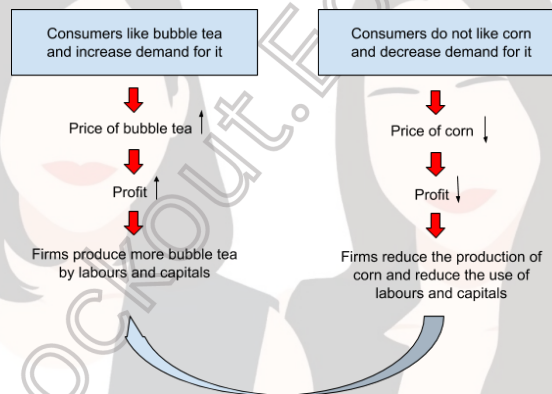 Consumers like bubble tea
and increase demand for it
Price of bubble tea
Profit
Firms produce more bubble tea
by labours and capitals
Consumers do not like corn
and decrease demand for it
Price of corn
Profit
Firms reduce the production of
corn and reduce the use of
labours and capitals
ockout.E